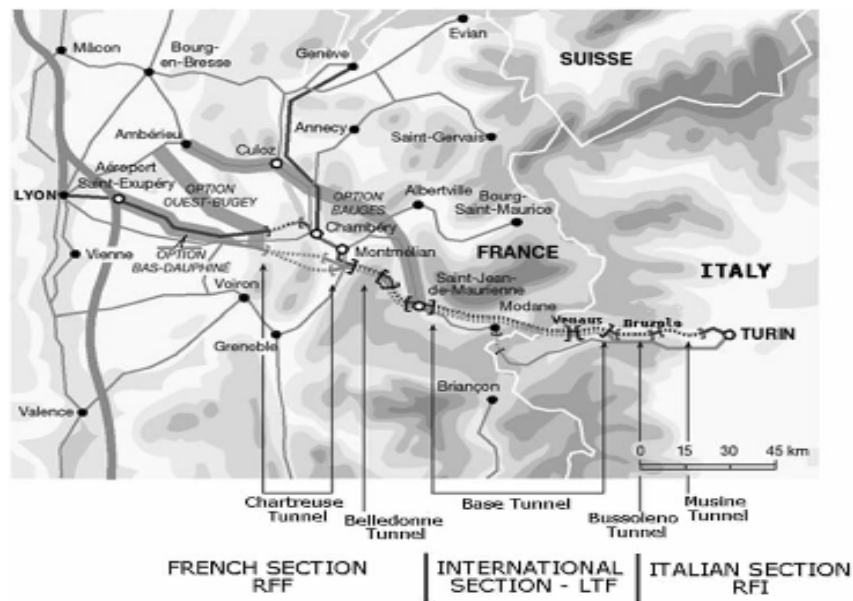 Evian
Mâcon
Bourg-
en-Bresse
Genève
SUISSE
Annecy
Saint-Gervais
Ambérieu
Culoz
Aéreport
Saint-Exupéry
OPTION
OUEST-BUGEY
OPTION
BAUGES
Albertville
Bourg-
Saint-Maurice
LYON
Chambéry
Montmélian
FRANCE
ITALY
Vienne
OPTION
BAS-DAUPHINÉ
Saint-Jean-
de-Maurienne
Modane
Voiron
Venaus
Bruzolo
TURIN
Grenoble
Briançon
Valence
0 15 30 45 km
Chartreuse
Tunnel
Belledonne
Tunnel
Base Tunnel
Bussoleno
Tunnel
Musine
Tunnel
FRENCH SECTION
RFF
INTERNATIONAL
SECTION - LTF
ITALIAN SECTION
RFI